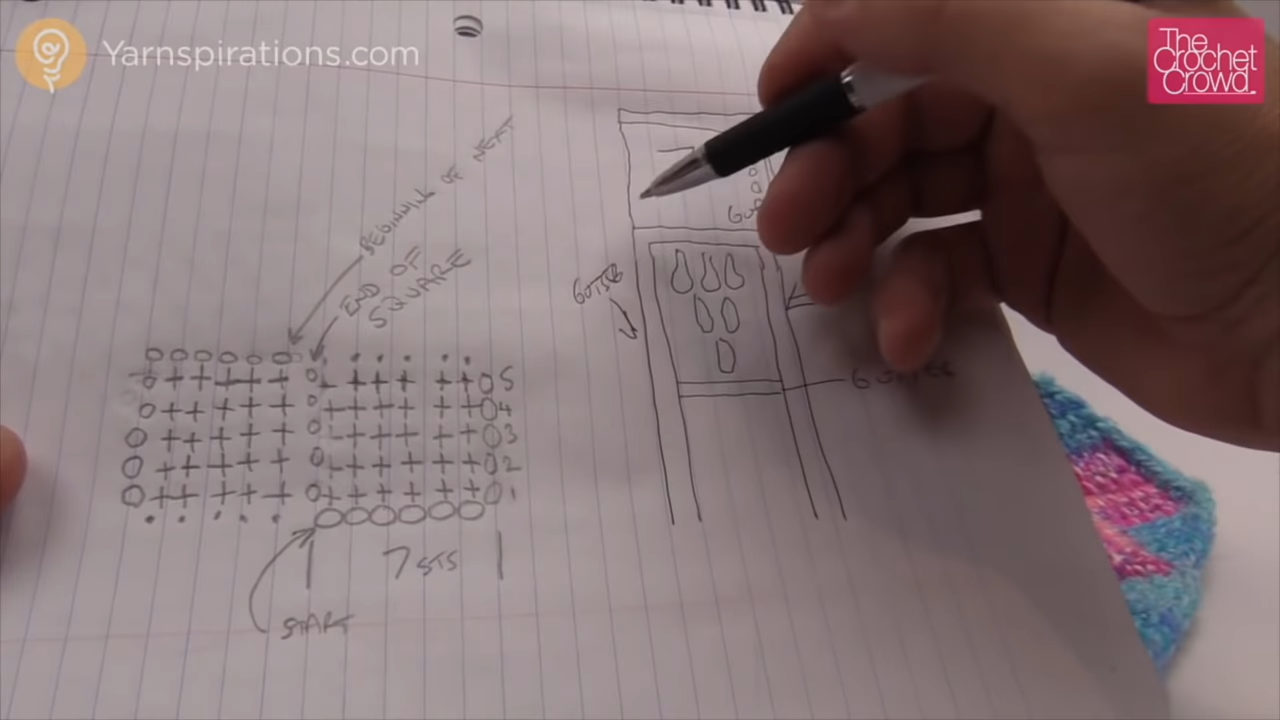 Yarnspirations.com
The
Crochet
Crowd.
BEGINNING OF NEXT
END OF
SQUARE
5
4
3
2
1
7 STS
START